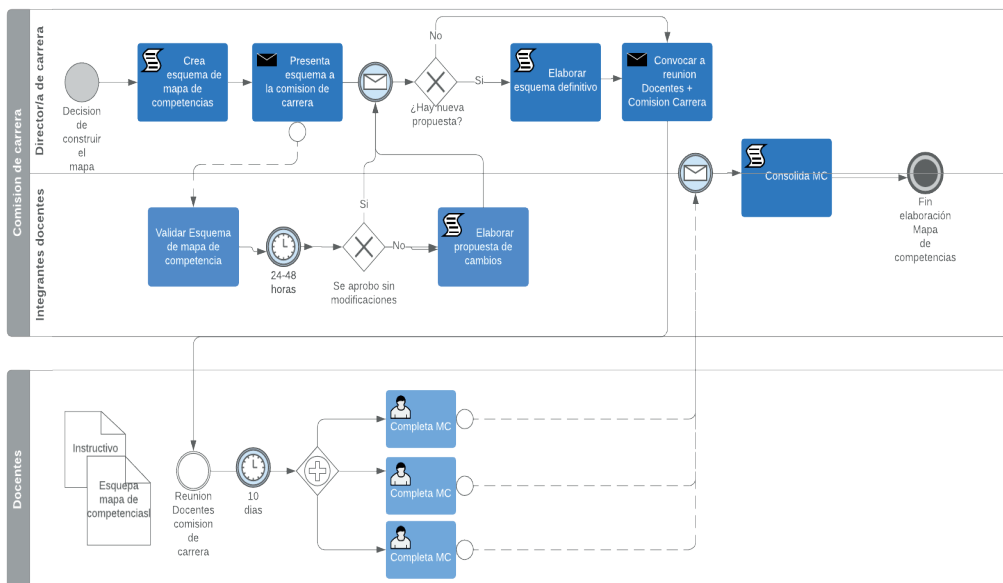 Comision de carrera
Director/a de carrera
Decision
de
construir
el
mapa
Crea
esquema de
mapa de
competencias
Presenta
esquema a
la comision de
carrera
No
¿Hay nueva
propuesta?
Si
Elaborar
esquema definitivo
Convocar a
reunion
Docentes +
Comision Carrera
Consolida MC
Fin
elaboración
Mapa
de
competencias
Integrantes docentes
Validar Esquema
de mapa de
competencia
24-48
horas
Si
No
Se aprobo sin
modificaciones
Elaborar
propuesta de
cambios
Docentes
Instructivo
Esquepa
mapa de
competenciasl
Reunion
Docentes
comision
de
carrera
10
dias
Completa MC
Completa MC
Completa MC